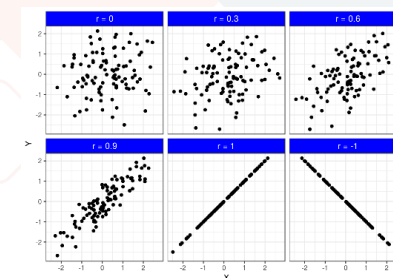 r = 0
r = 0.3
r = 0.6
2
1
0
-1
-2
Y
r = 0.9
r = 1
r = -1
2
1
0
-1
-2
-2 -1 0 1 2
-2 -1 0 1 2
-2 -1 0 1 2
X